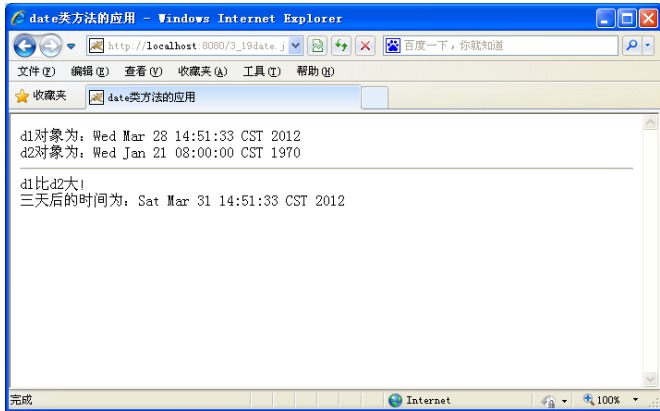 date类方法的应用 - Windows Internet Explorer
http://localhost:8080/3_19date.j
百度一下，你就知道
文件(F) 编辑(E) 查看(V) 收藏夹(A) 工具(T) 帮助(H)
收藏夹 date类方法的应用
d1对象为：Wed Mar 28 14:51:33 CST 2012
d2对象为：Wed Jan 21 08:00:00 CST 1970
d1比d2大！
三天后的时间为：Sat Mar 31 14:51:33 CST 2012
完成 Internet 100%